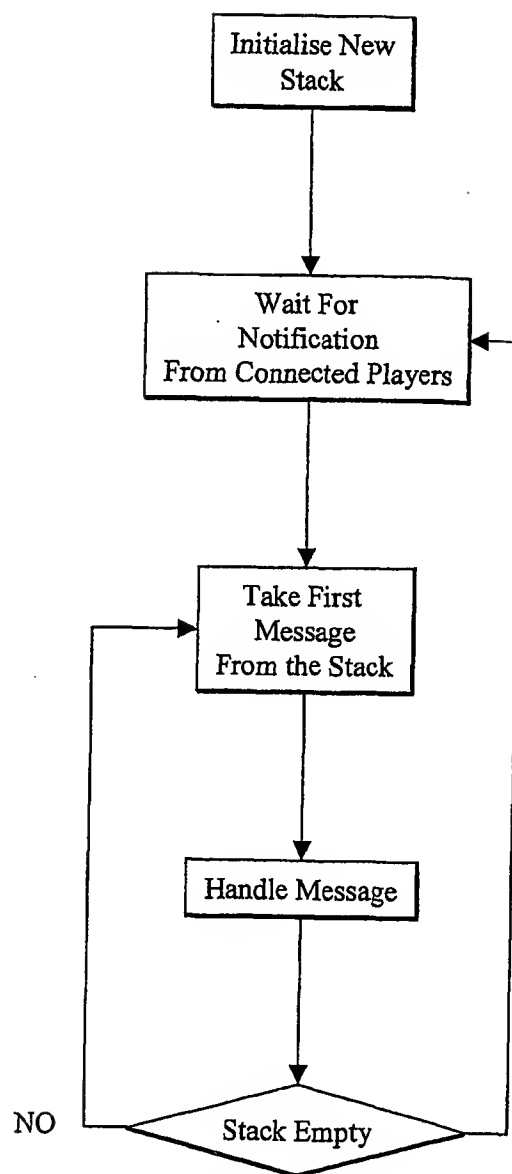 Initialise New
Stack
Wait For
Notification
From Connected Players
Take First
Message
From the Stack
Handle Message
NO
Stack Empty